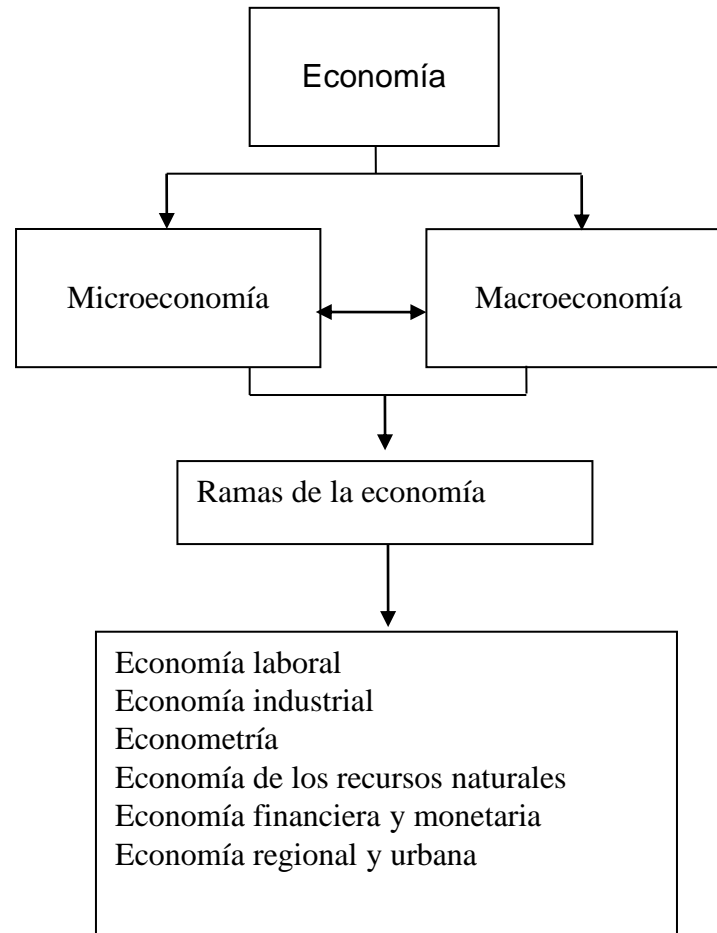 Economía
Microeconomía
Macroeconomía
Ramas de la economía
Economía laboral
Economía industrial
Econometría
Economía de los recursos naturales
Economía financiera y monetaria
Economía regional y urbana